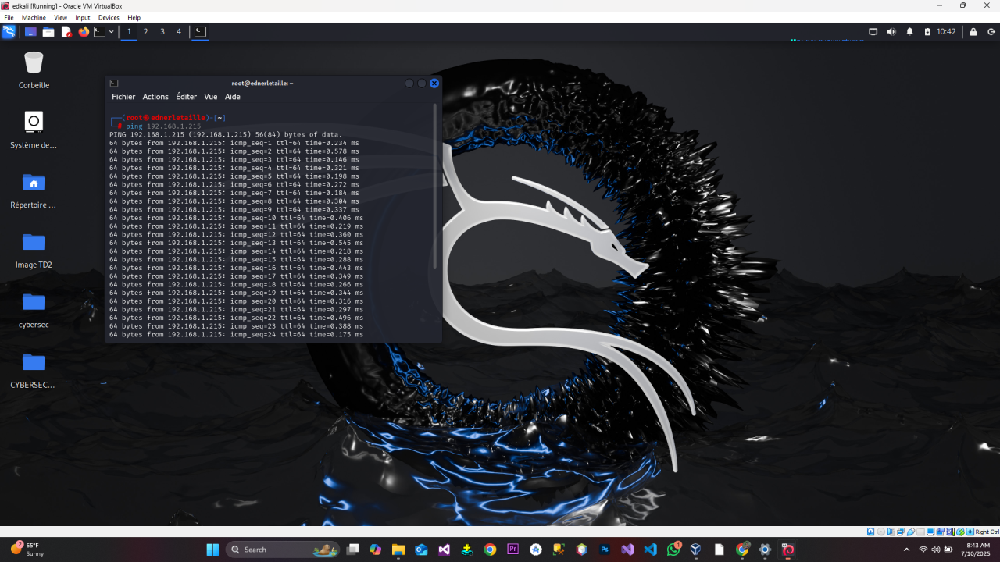 edkali [Running] - Oracle VM VirtualBox
File Machine View Input Devices Help
1 2 3 4
10:42
Corbeille
Système de...
Répertoire ...
Image TD2
cybersec
CYBERSEC...
root@ednerletaille: ~
Fichier Actions Éditer Vue Aide
┌──(root㉿ednerletaille)-[~]
└─# ping 192.168.1.215
PING 192.168.1.215 (192.168.1.215) 56(84) bytes of data.
64 bytes from 192.168.1.215: icmp_seq=1 ttl=64 time=0.234 ms
64 bytes from 192.168.1.215: icmp_seq=2 ttl=64 time=0.578 ms
64 bytes from 192.168.1.215: icmp_seq=3 ttl=64 time=0.146 ms
64 bytes from 192.168.1.215: icmp_seq=4 ttl=64 time=0.321 ms
64 bytes from 192.168.1.215: icmp_seq=5 ttl=64 time=0.198 ms
64 bytes from 192.168.1.215: icmp_seq=6 ttl=64 time=0.272 ms
64 bytes from 192.168.1.215: icmp_seq=7 ttl=64 time=0.184 ms
64 bytes from 192.168.1.215: icmp_seq=8 ttl=64 time=0.304 ms
64 bytes from 192.168.1.215: icmp_seq=9 ttl=64 time=0.337 ms
64 bytes from 192.168.1.215: icmp_seq=10 ttl=64 time=0.406 ms
64 bytes from 192.168.1.215: icmp_seq=11 ttl=64 time=0.219 ms
64 bytes from 192.168.1.215: icmp_seq=12 ttl=64 time=0.360 ms
64 bytes from 192.168.1.215: icmp_seq=13 ttl=64 time=0.545 ms
64 bytes from 192.168.1.215: icmp_seq=14 ttl=64 time=0.218 ms
64 bytes from 192.168.1.215: icmp_seq=15 ttl=64 time=0.288 ms
64 bytes from 192.168.1.215: icmp_seq=16 ttl=64 time=0.443 ms
64 bytes from 192.168.1.215: icmp_seq=17 ttl=64 time=0.349 ms
64 bytes from 192.168.1.215: icmp_seq=18 ttl=64 time=0.266 ms
64 bytes from 192.168.1.215: icmp_seq=19 ttl=64 time=0.344 ms
64 bytes from 192.168.1.215: icmp_seq=20 ttl=64 time=0.316 ms
64 bytes from 192.168.1.215: icmp_seq=21 ttl=64 time=0.297 ms
64 bytes from 192.168.1.215: icmp_seq=22 ttl=64 time=0.496 ms
64 bytes from 192.168.1.215: icmp_seq=23 ttl=64 time=0.388 ms
64 bytes from 192.168.1.215: icmp_seq=24 ttl=64 time=0.175 ms
Right Ctrl
2
65°F
Sunny
Search
Pr
Ps
1
8:43 AM
7/10/2025